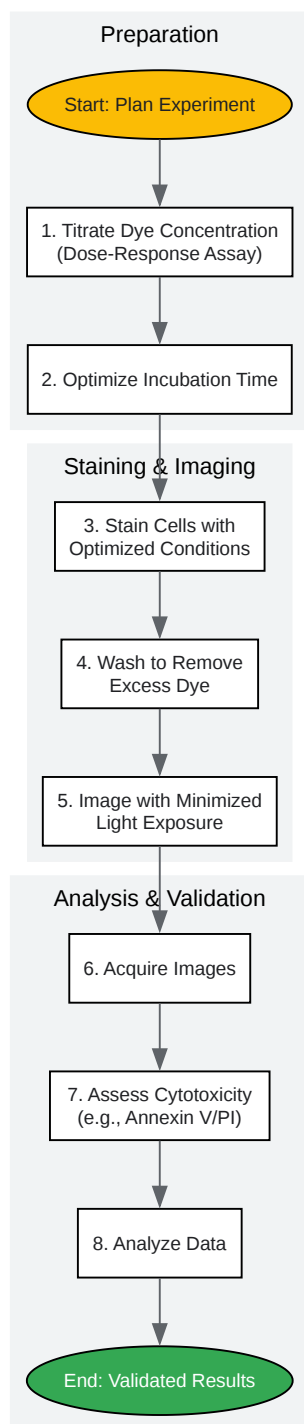 Preparation
Start: Plan Experiment
1. Titrate Dye Concentration
(Dose-Response Assay)
2. Optimize Incubation Time
Staining & Imaging
3. Stain Cells with
Optimized Conditions
4. Wash to Remove
Excess Dye
5. Image with Minimized
Light Exposure
Analysis & Validation
6. Acquire Images
7. Assess Cytotoxicity
(e.g., Annexin V/PI)
8. Analyze Data
End: Validated Results